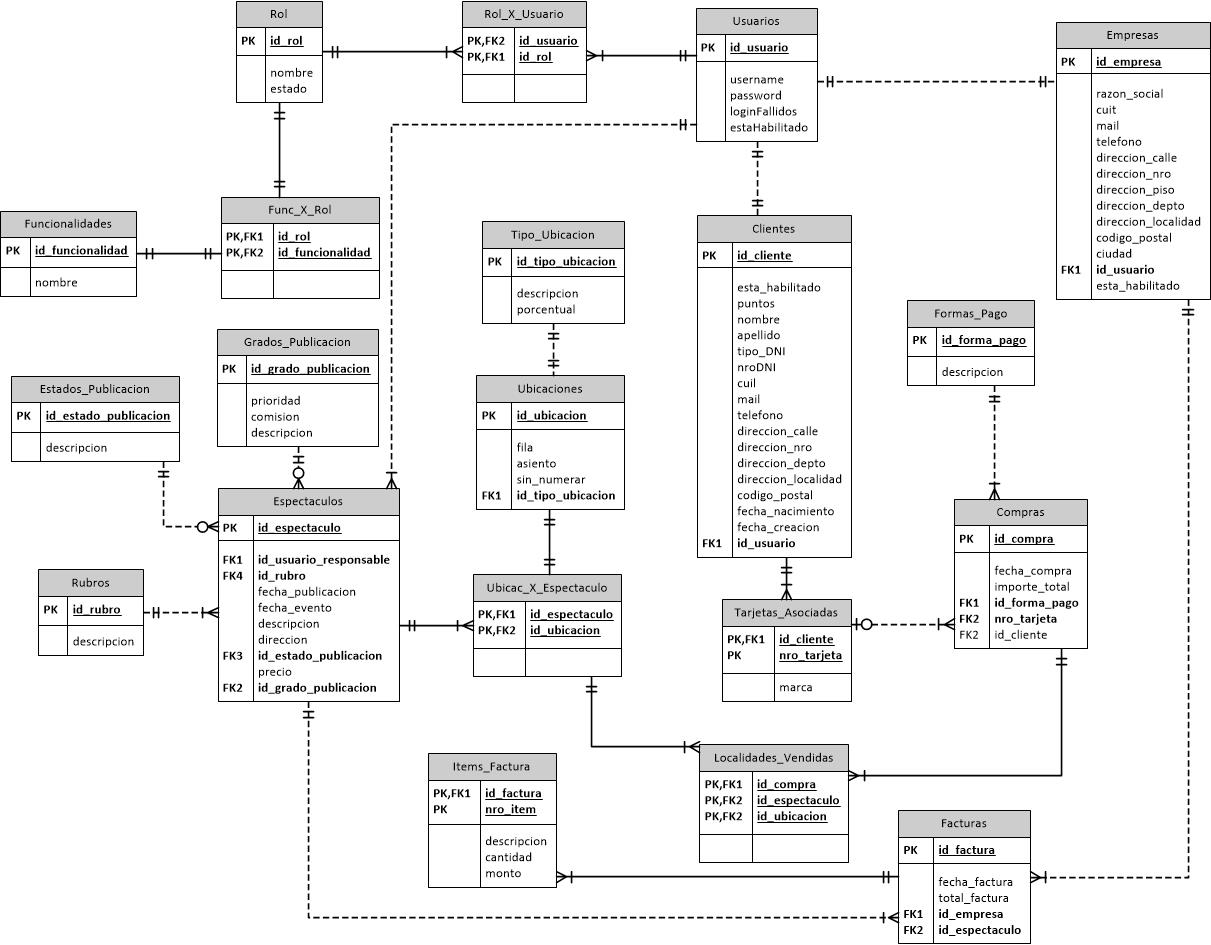 Rol
PK id_rol
nombre
estado
Rol_X_Usuario
PK,FK2 id_usuario
PK,FK1 id_rol
Usuarios
PK id_usuario
username
password
loginFallidos
estaHabilitado
Empresas
PK id_empresa
razon_social
cuit
mail
telefono
direccion_calle
direccion_nro
direccion_piso
direccion_depto
direccion_localidad
codigo_postal
ciudad
FK1 id_usuario
esta_habilitado
Funcionalidades
PK id_funcionalidad
nombre
Func_X_Rol
PK,FK1 id_rol
PK,FK2 id_funcionalidad
Tipo_Ubicacion
PK id_tipo_ubicacion
descripcion
porcentual
Clientes
PK id_cliente
esta_habilitado
puntos
nombre
apellido
tipo_DNI
nroDNI
cuil
mail
telefono
direccion_calle
direccion_nro
direccion_depto
direccion_localidad
codigo_postal
fecha_nacimiento
fecha_creacion
FK1 id_usuario
Formas_Pago
PK id_forma_pago
descripcion
Grados_Publicacion
PK id_grado_publicacion
prioridad
comision
descripcion
Estados_Publicacion
PK id_estado_publicacion
descripcion
Ubicaciones
PK id_ubicacion
fila
asiento
sin_numerar
FK1 id_tipo_ubicacion
Espectaculos
PK id_espectaculo
FK1 id_usuario_responsable
FK4 id_rubro
fecha_publicacion
fecha_evento
descripcion
direccion
FK3 id_estado_publicacion
precio
FK2 id_grado_publicacion
Compras
PK id_compra
fecha_compra
importe_total
FK1 id_forma_pago
FK2 nro_tarjeta
FK2 id_cliente
Rubros
PK id_rubro
descripcion
Ubicac_X_Espectaculo
PK,FK1 id_espectaculo
PK,FK2 id_ubicacion
Tarjetas_Asociadas
PK,FK1 id_cliente
PK nro_tarjeta
marca
Items_Factura
PK,FK1 id_factura
PK nro_item
descripcion
cantidad
monto
Localidades_Vendidas
PK,FK1 id_compra
PK,FK2 id_espectaculo
PK,FK2 id_ubicacion
Facturas
PK id_factura
fecha_factura
total_factura
FK1 id_empresa
FK2 id_espectaculo